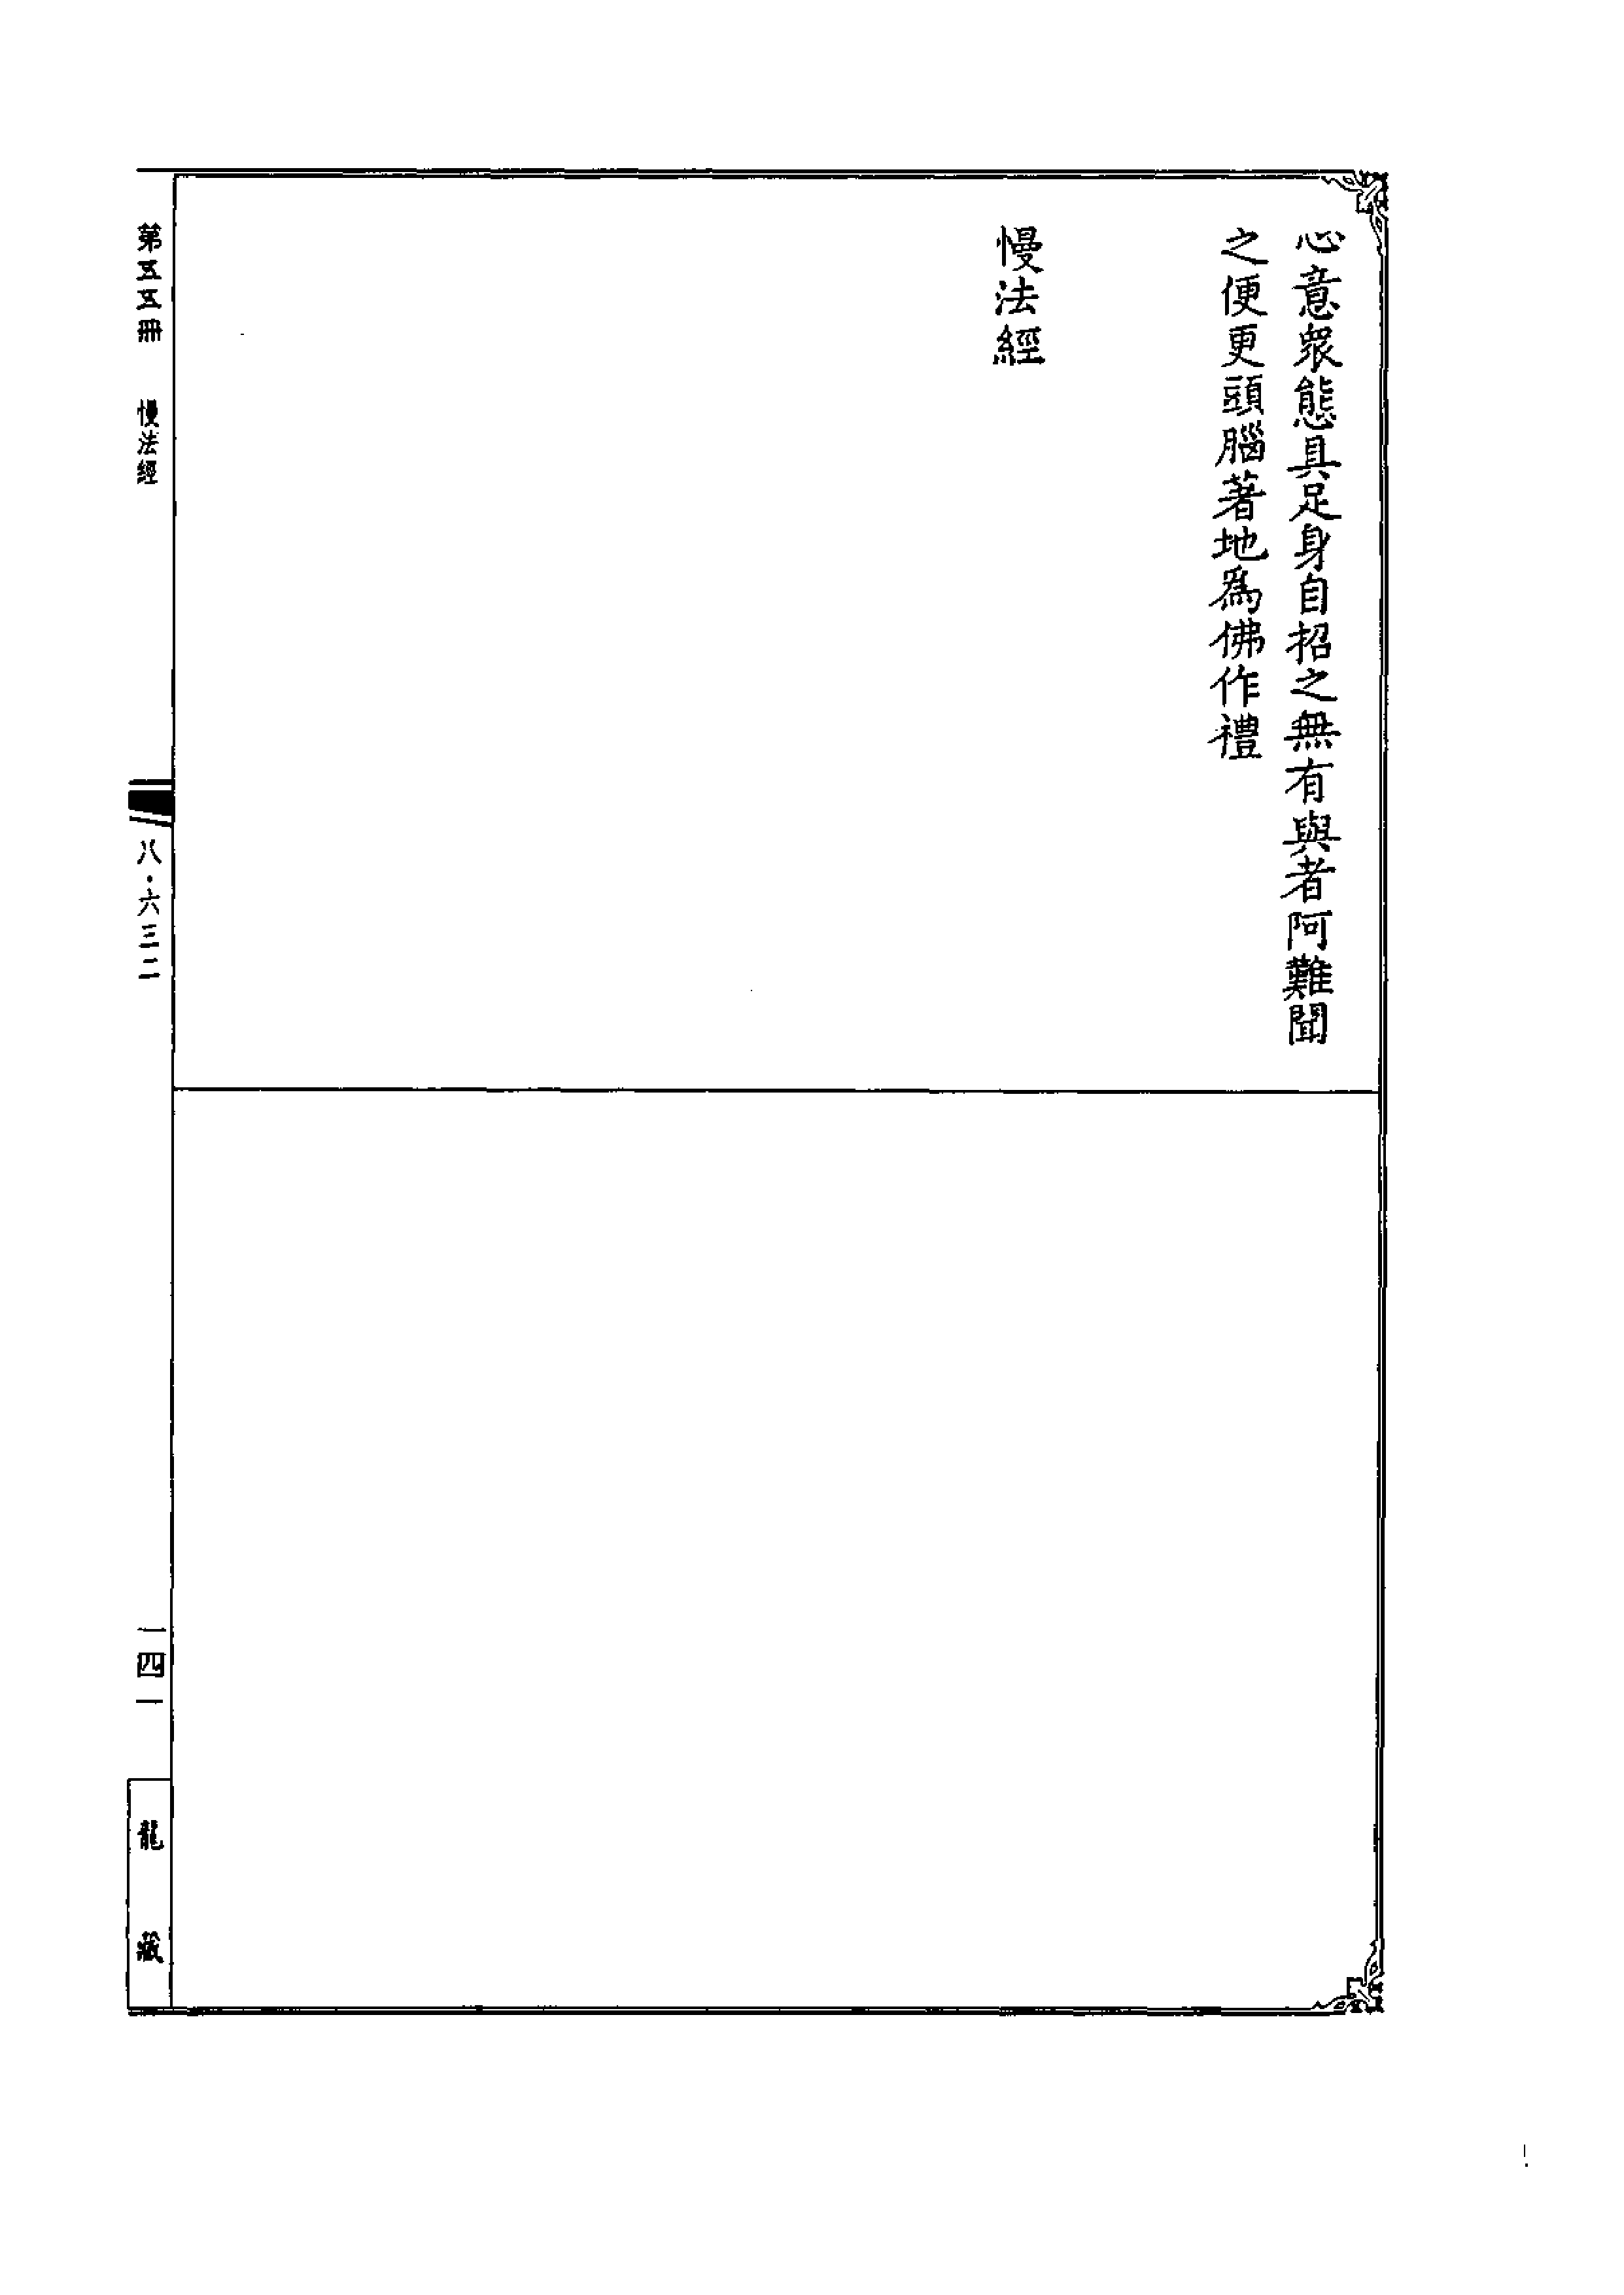 心意衆態具足身自招之無有與者阿難聞
之便更頭腦著地為佛作禮
慢法經
第五五冊 慢法經
八·六三二
一四一
龍藏